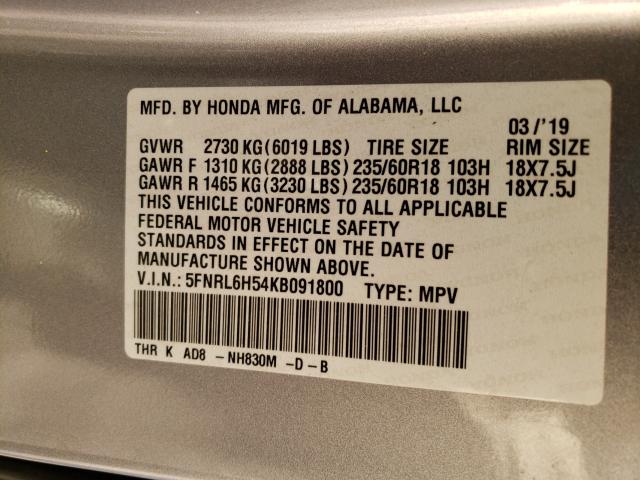 MFD. BY HONDA MFG. OF ALABAMA, LLC
03/'19
GVWR 2730 KG(6019 LBS) TIRE SIZE RIM SIZE
GAWR F 1310 KG(2888 LBS) 235/60R18 103H 18X7.5J
GAWR R 1465 KG(3230 LBS) 235/60R18 103H 18X7.5J
THIS VEHICLE CONFORMS TO ALL APPLICABLE
FEDERAL MOTOR VEHICLE SAFETY
STANDARDS IN EFFECT ON THE DATE OF
MANUFACTURE SHOWN ABOVE.
V.I.N.: 5FNRL6H54KB091800 TYPE: MPV
THR K AD8 -NH830M -D-B